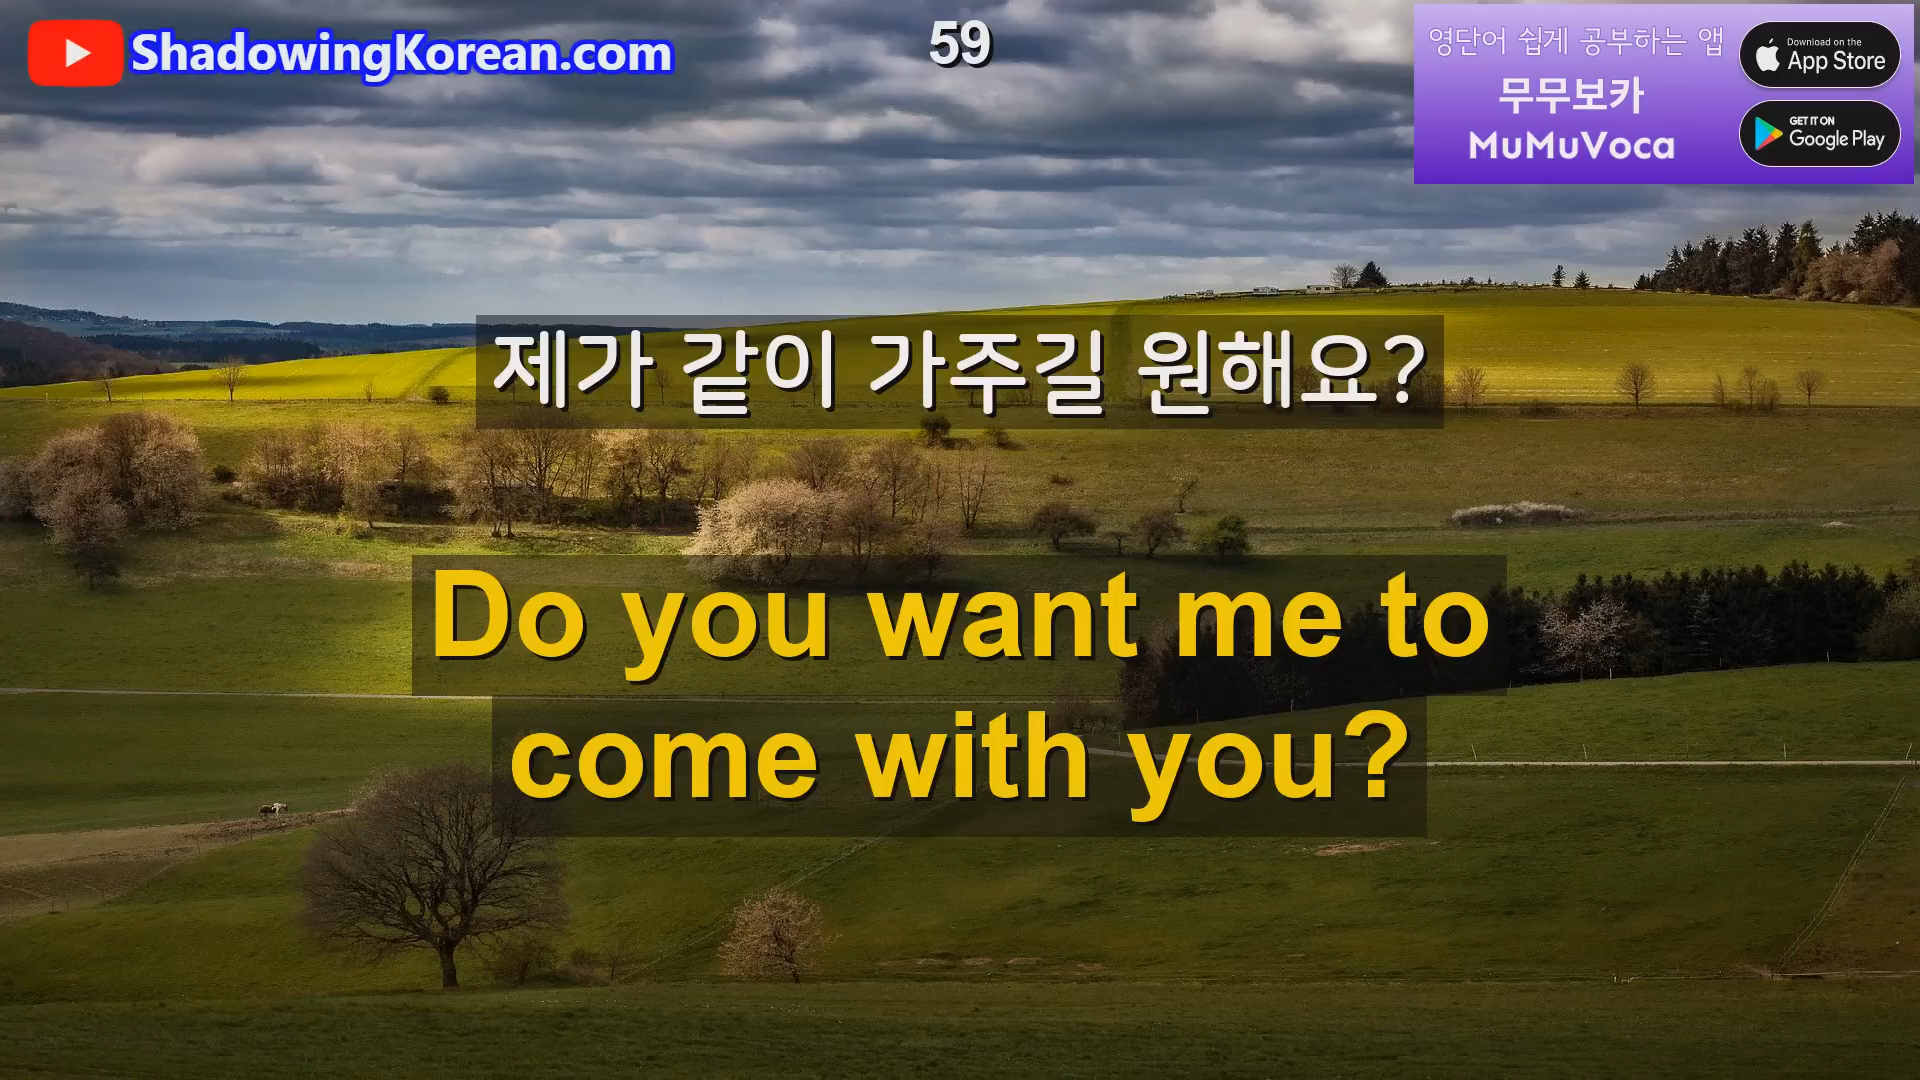 ShadowingKorean.com
59
영단어 쉽게 공부하는 앱
무무보카
MuMuVoca
Download on the
App Store
GET IT ON
Google Play
제가 같이 가주길 원해요?
Do you want me to
come with you?